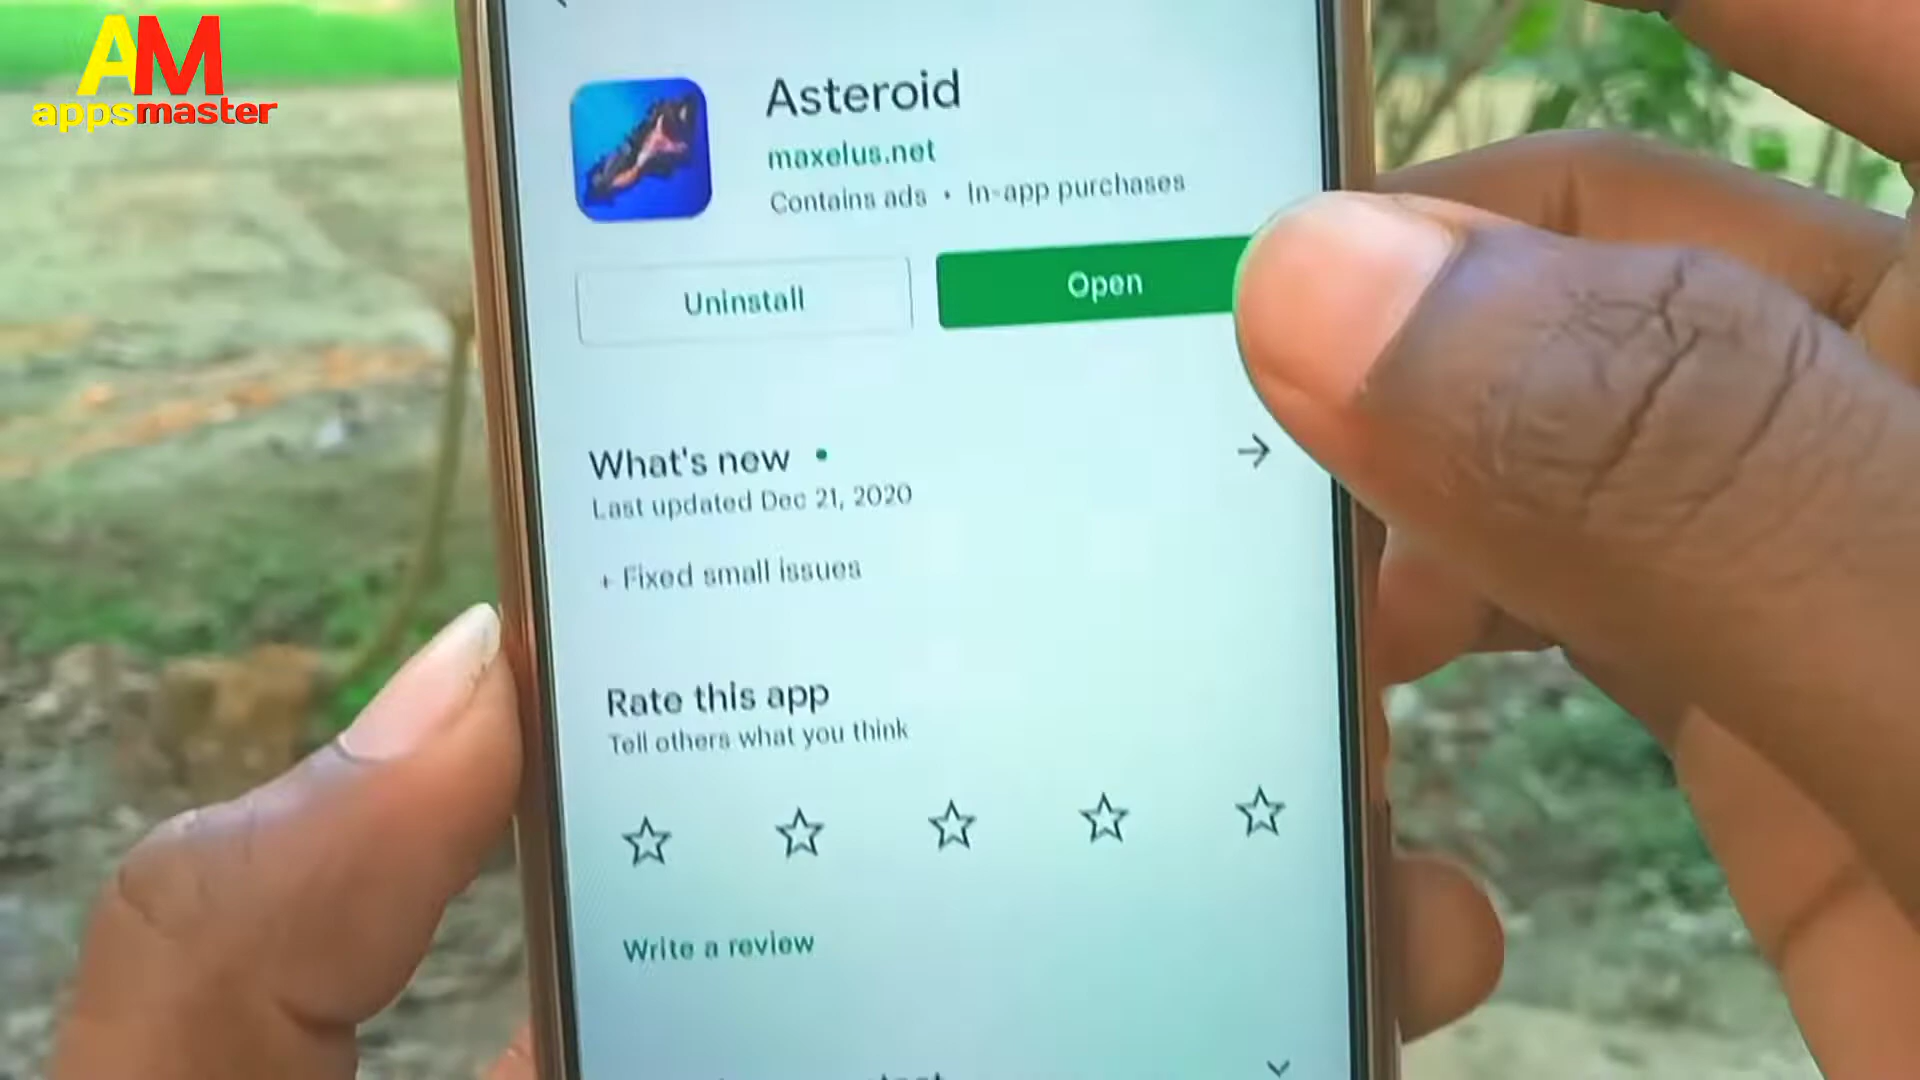 AM
appsmaster
Asteroid
maxelus.net
Contains ads • In-app purchases
Uninstall
Open
What's new •
Last updated Dec 21, 2020
+ Fixed small issues
Rate this app
Tell others what you think
Write a review